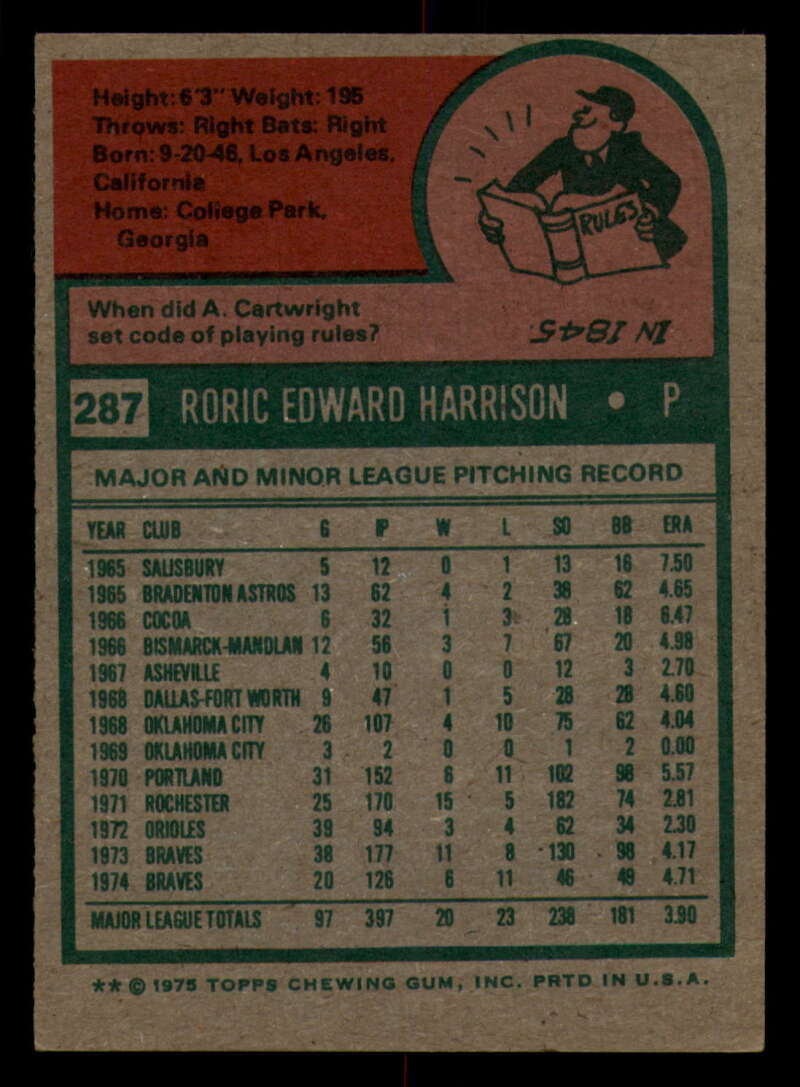 Height: 6'3" Weight: 195
Throws: Right Bats: Right
Born: 9-20-46, Los Angeles,
California
Home: College Park,
Georgia
RULES
When did A. Cartwright
set code of playing rules?
IN 1845
287 RORIC EDWARD HARRISON • P
MAJOR AND MINOR LEAGUE PITCHING RECORD
YEAR CLUB G IP W L SO BB ERA
1965 SALISBURY 5 12 0 1 13 16 7.50
1965 BRADENTON ASTROS 13 62 4 2 38 62 4.65
1966 COCOA 6 32 1 3 28 18 6.47
1966 BISMARCK-MANDLAN 12 56 3 7 67 20 4.98
1967 ASHEVILLE 4 10 0 0 12 3 2.70
1968 DALLAS-FORT WORTH 9 47 1 5 28 28 4.60
1968 OKLAHOMA CITY 26 107 4 10 75 62 4.04
1969 OKLAHOMA CITY 3 2 0 0 1 2 0.00
1970 PORTLAND 31 152 6 11 102 98 5.57
1971 ROCHESTER 25 170 15 5 182 74 2.81
1972 ORIOLES 39 94 3 4 62 34 2.30
1973 BRAVES 38 177 11 8 130 98 4.17
1974 BRAVES 20 126 6 11 46 49 4.71
MAJOR LEAGUE TOTALS 97 397 20 23 238 181 3.90
** © 1975 TOPPS CHEWING GUM, INC. PRTD IN U.S.A.